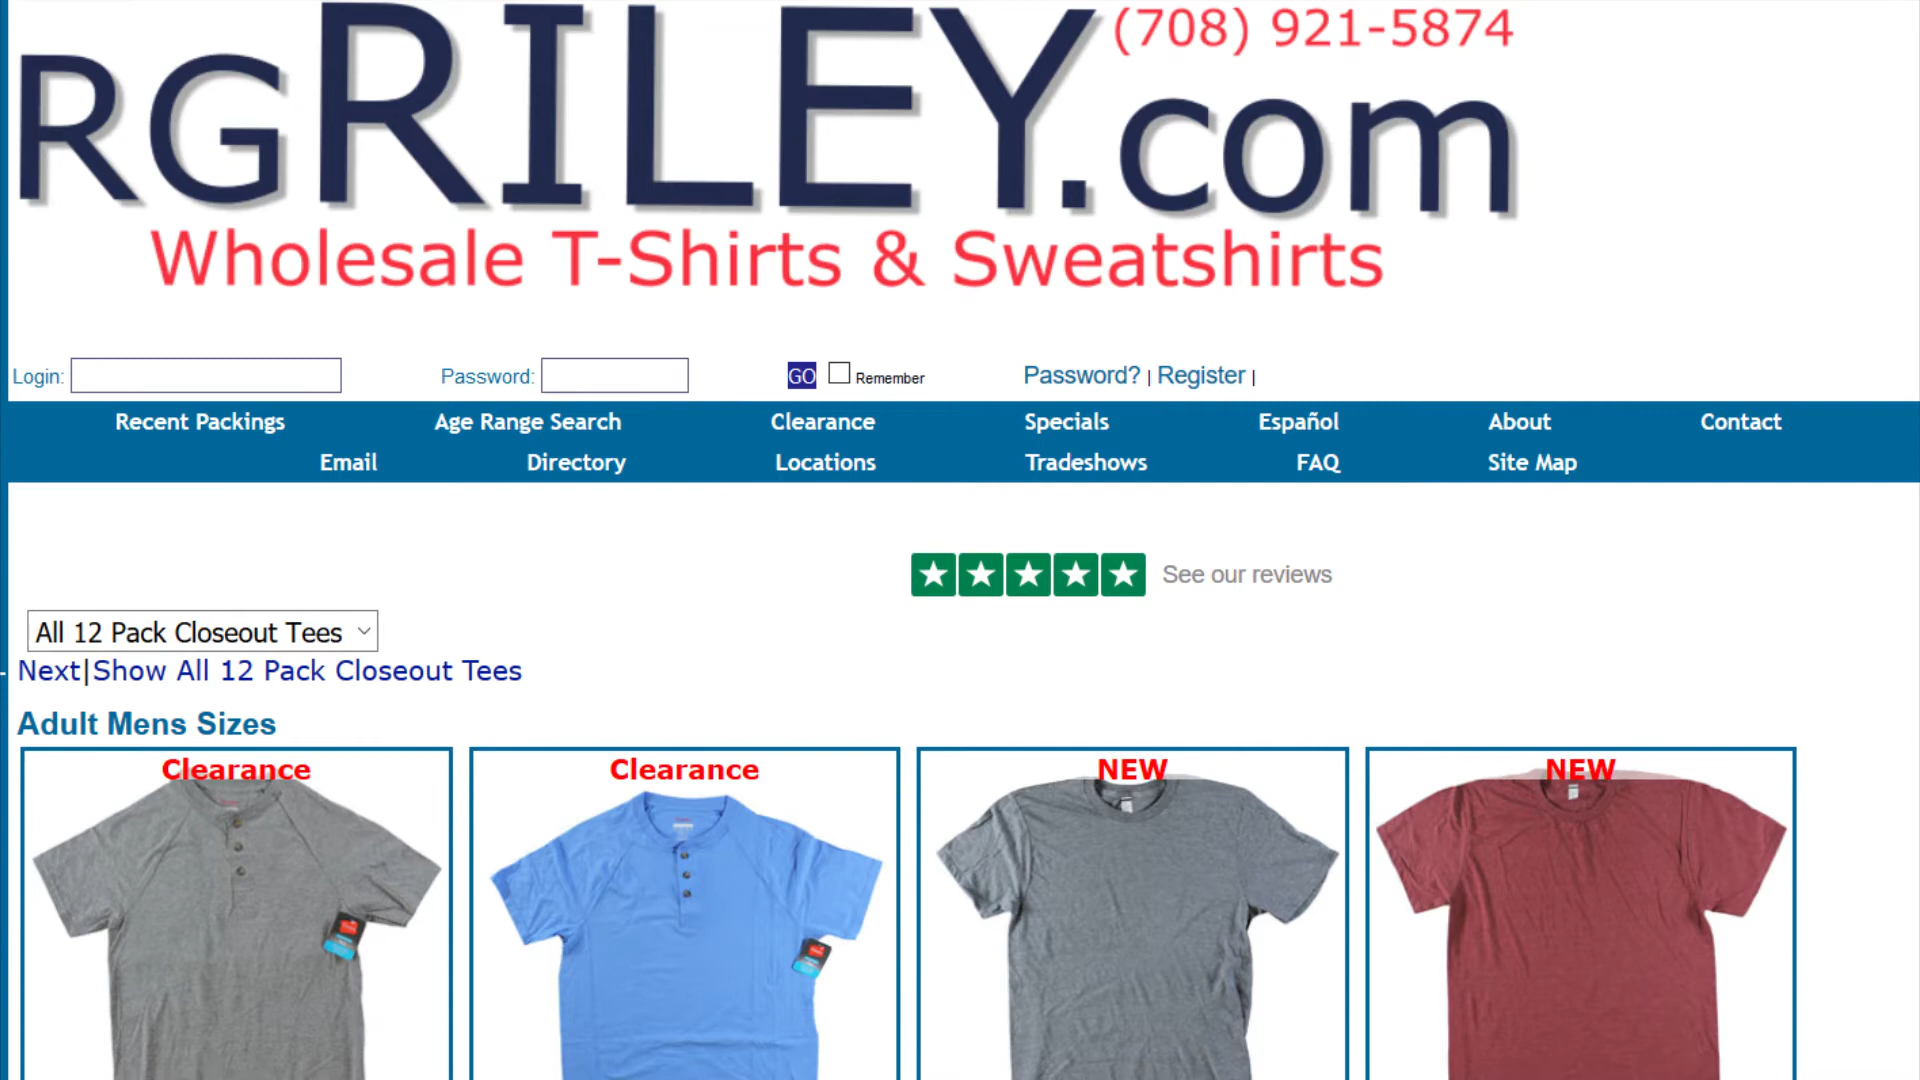 (708) 921-5874
RGRILEY.com
Wholesale T-Shirts & Sweatshirts
Login: Password: GO Remember Password? | Register |
Recent Packings Age Range Search Clearance Specials Español About Contact
Email Directory Locations Tradeshows FAQ Site Map
See our reviews
All 12 Pack Closeout Tees
- Next|Show All 12 Pack Closeout Tees
Adult Mens Sizes
Clearance Clearance NEW NEW